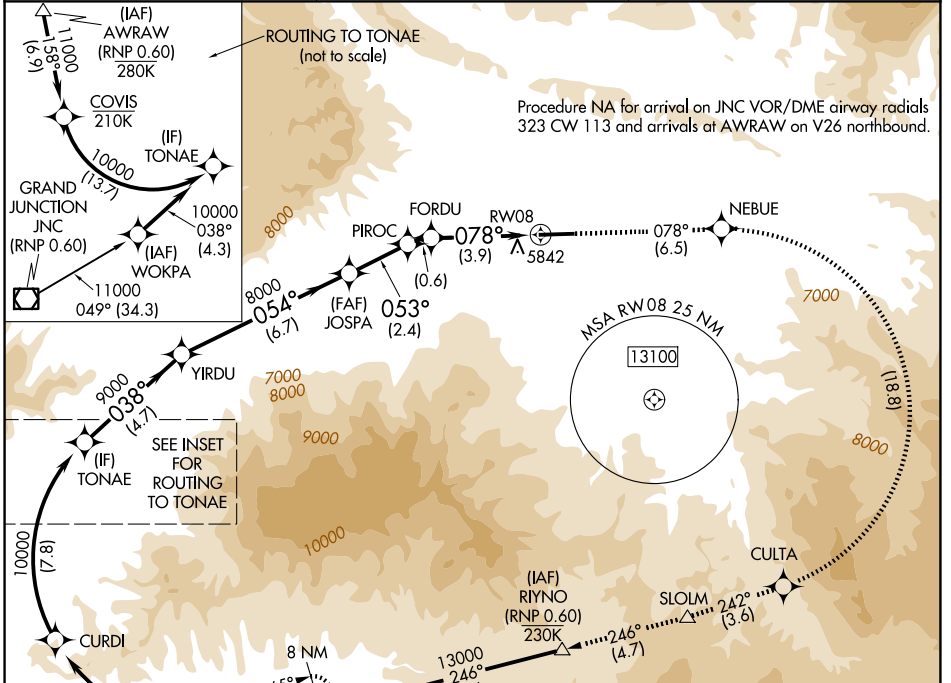 (IAF)
AWRAW
(RNP 0.60)
280K
11000
158°
(6.9)
COVIS
210K
10000
(13.7)
(IF)
TONAE
GRAND
JUNCTION
JNC
(RNP 0.60)
10000
038°
(4.3)
(IAF)
WOKPA
11000
049° (34.3)
ROUTING TO TONAE
(not to scale)
Procedure NA for arrival on JNC VOR/DME airway radials
323 CW 113 and arrivals at AWRAW on V26 northbound.
8000
PIROC
FORDU
078°
(3.9)
RW08
5842
078°
(6.5)
NEBUE
(0.6)
8000
054°
(6.7)
(FAF)
JOSPA
053°
(2.4)
7000
MSA RW08 25 NM
13100
(18.8)
YIRDU
7000
8000
9000
038°
(4.7)
9000
8000
(IF)
TONAE
SEE INSET
FOR
ROUTING
TO TONAE
10000
10000
(7.8)
CULTA
(IAF)
RIYNO
(RNP 0.60)
230K
SLOLM
242°
(3.6)
246°
(4.7)
CURDI
8 NM
13000
246°